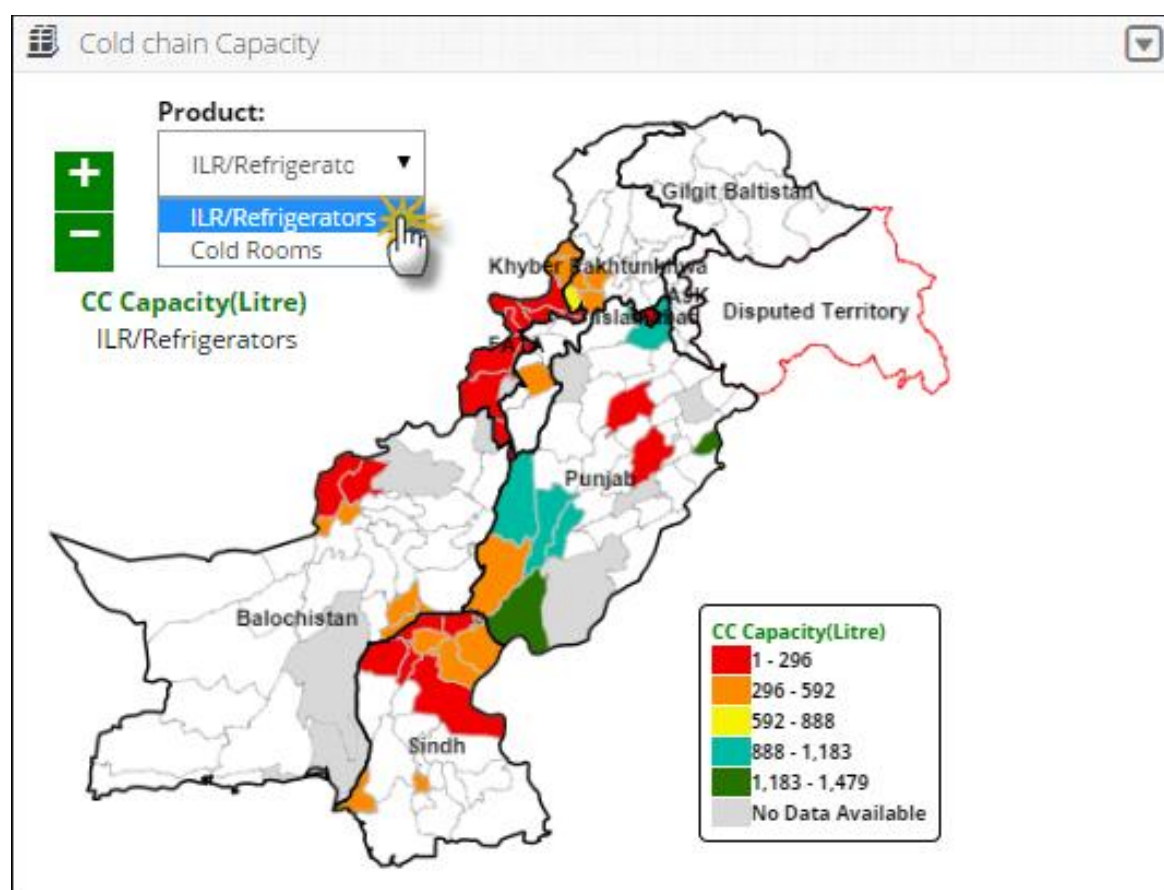 Cold chain Capacity
Product:
ILR/Refrigeratc
ILR/Refrigerators
Cold Rooms
+
−
CC Capacity(Litre)
ILR/Refrigerators
Gilgit Baltistan
Khyber Pakhtunkhwa
AJK
Islamabad
Disputed Territory
FATA
Punjab
Balochistan
Sindh
CC Capacity(Litre)
1 - 296
296 - 592
592 - 888
888 - 1,183
1,183 - 1,479
No Data Available